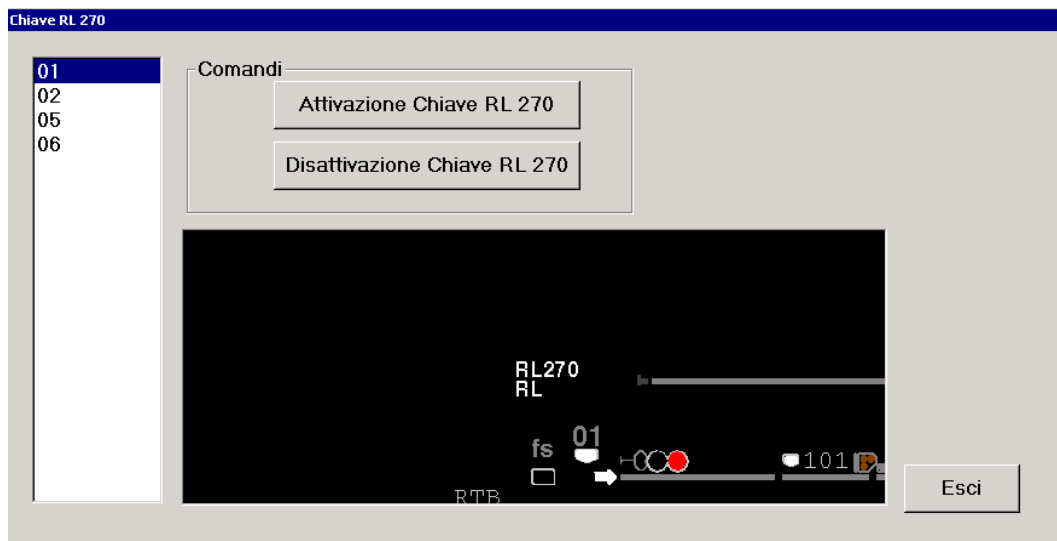 Chiave RL 270
01
02
05
06
Comandi
Attivazione Chiave RL 270
Disattivazione Chiave RL 270
RL270
RL
fs
01
101
RTB
Esci